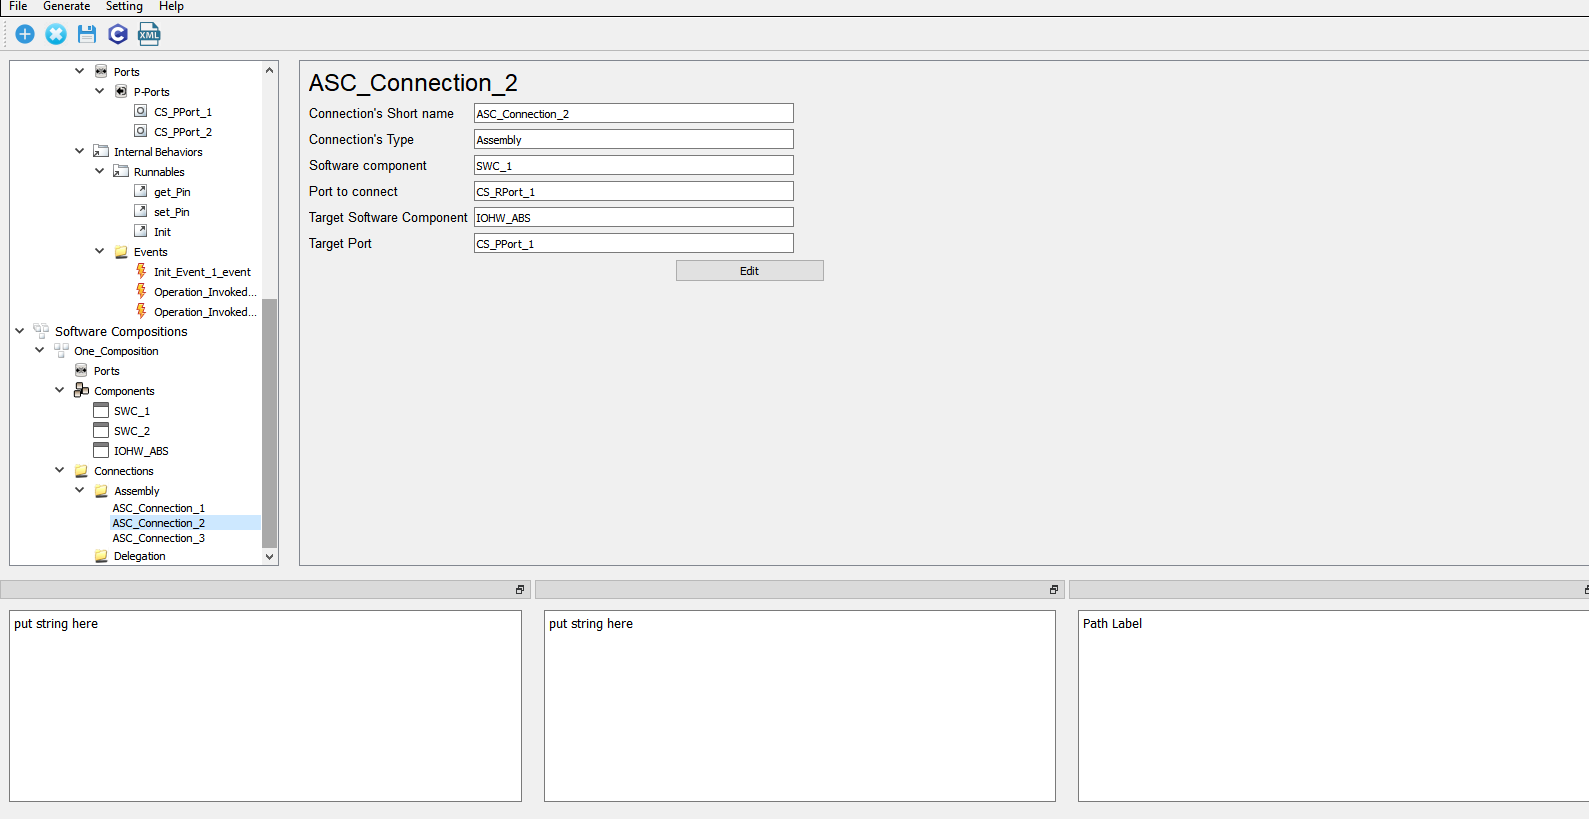 File Generate Setting Help
XML
Ports
P-Ports
CS_PPort_1
CS_PPort_2
Internal Behaviors
Runnables
get_Pin
set_Pin
Init
Events
Init_Event_1_event
Operation_Invoked...
Operation_Invoked...
Software Compositions
One_Composition
Ports
Components
SWC_1
SWC_2
IOHW_ABS
Connections
Assembly
ASC_Connection_1
ASC_Connection_2
ASC_Connection_3
Delegation
ASC_Connection_2
Connection's Short name ASC_Connection_2
Connection's Type Assembly
Software component SWC_1
Port to connect CS_RPort_1
Target Software Component IOHW_ABS
Target Port CS_PPort_1
Edit
put string here
put string here
Path Label